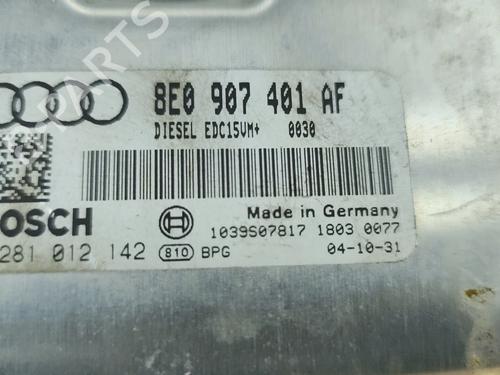 8E0 907 401 AF
DIESEL EDC15VM+ 0030
OSCH
281 012 142
810 BPG
Made in Germany
1039S07817 1803 0077
04-10-31